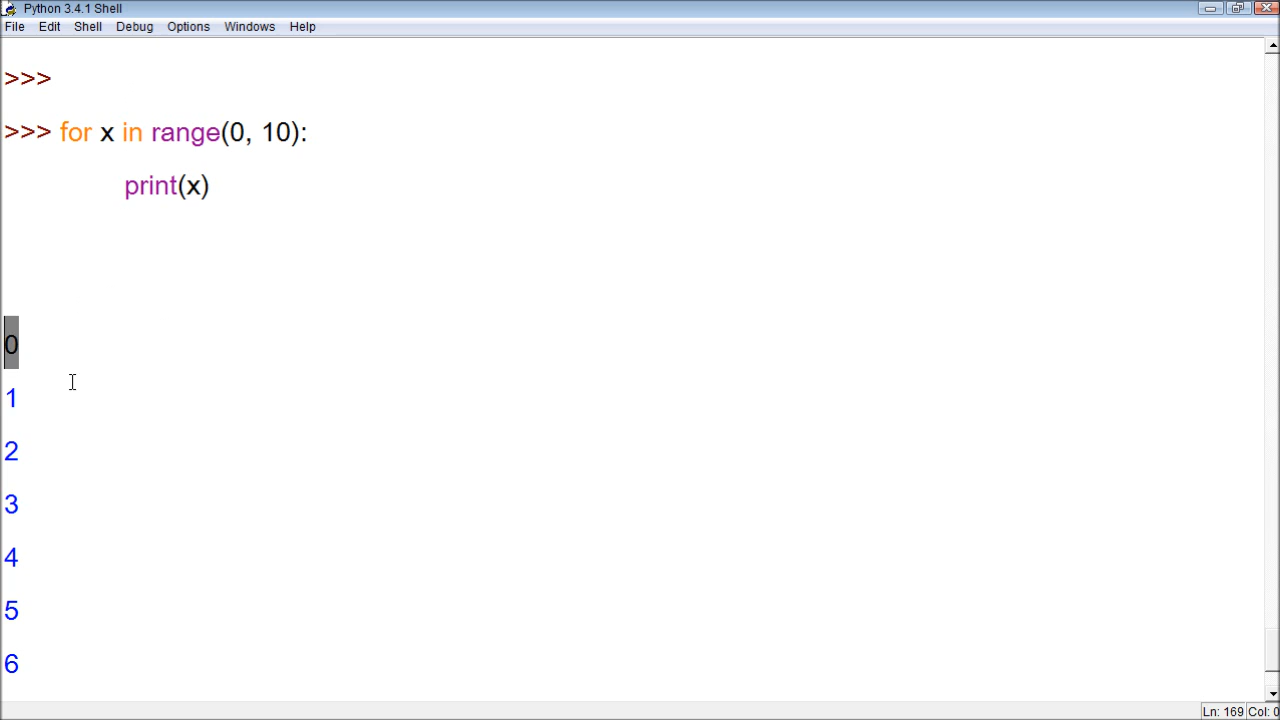 Python 3.4.1 Shell
File Edit Shell Debug Options Windows Help
>>>
>>> for x in range(0, 10):
print(x)
0
1
2
3
4
5
6
Ln: 169 Col: 0